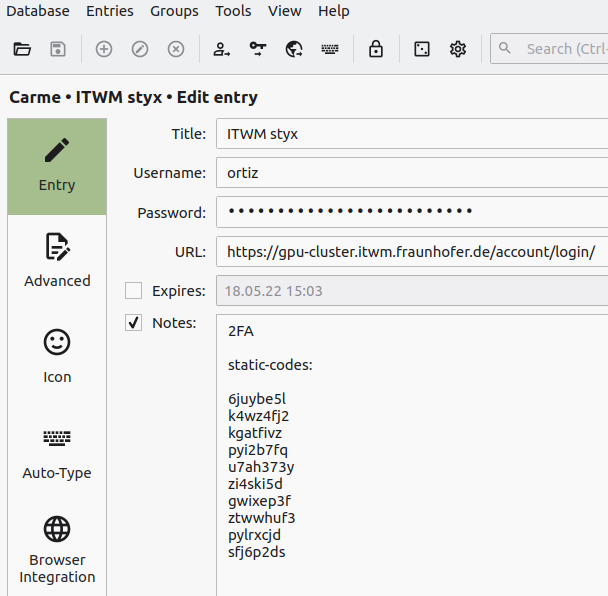 Database Entries Groups Tools View Help
Search (Ctrl-
Carme • ITWM styx • Edit entry
Entry
Advanced
Icon
Auto-Type
Browser
Integration
Title: ITWM styx
Username: ortiz
Password: •••••••••••••••••••••••••
URL: https://gpu-cluster.itwm.fraunhofer.de/account/login/
Expires: 18.05.22 15:03
Notes: 2FA
static-codes:
6juybe5l
k4wz4fj2
kgatfivz
pyi2b7fq
u7ah373y
zi4ski5d
gwixep3f
ztwwhuf3
pylrxcjd
sfj6p2ds